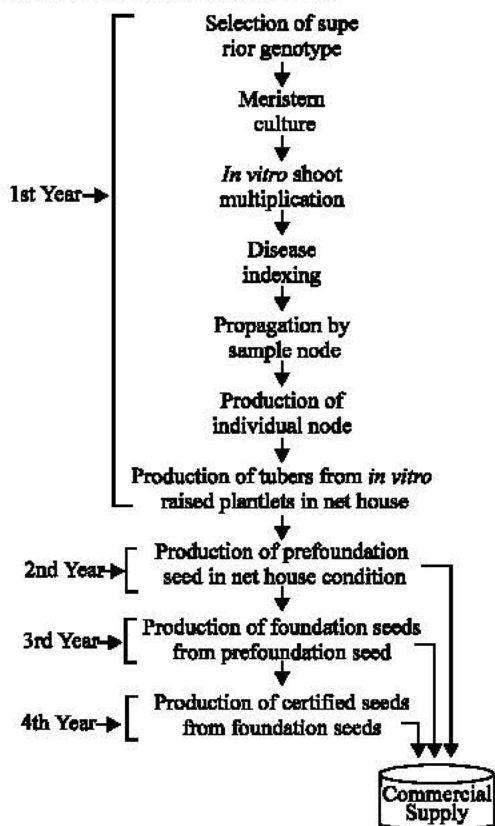 Selection of supe
rior genotype
Meristem
culture
In vitro shoot
multiplication
1st Year
Disease
indexing
Propagation by
sample node
Production of
individual node
Production of tubers from in vitro
raised plantlets in net house
2nd Year
Production of prefoundation
seed in net house condition
3rd Year
Production of foundation seeds
from prefoundation seed
4th Year
Production of certified seeds
from foundation seeds
Commercial
Supply